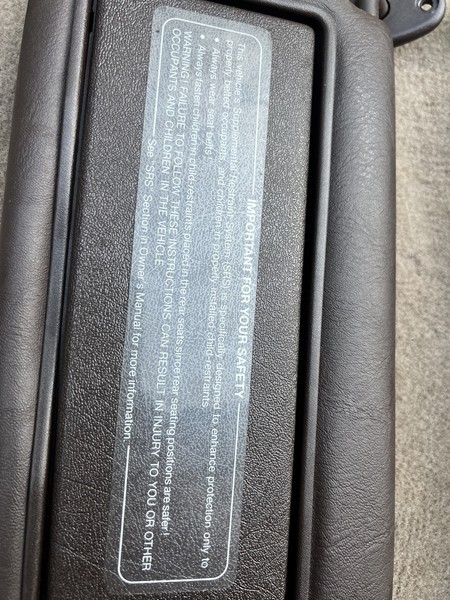 IMPORTANT FOR YOUR SAFETY
This vehicle's Supplemental Restraint System (SRS) is specifically designed to enhance protection only to
properly belted occupants, and children in properly installed child restraints.
• Always wear seat belts.
• Always fasten children in child restraints placed in the rear seats since rear seating positions are safer!
WARNING! FAILURE TO FOLLOW THESE INSTRUCTIONS CAN RESULT IN INJURY TO YOU OR OTHER
OCCUPANTS AND CHILDREN IN THE VEHICLE.
See "SRS" Section in Owner's Manual for more information.